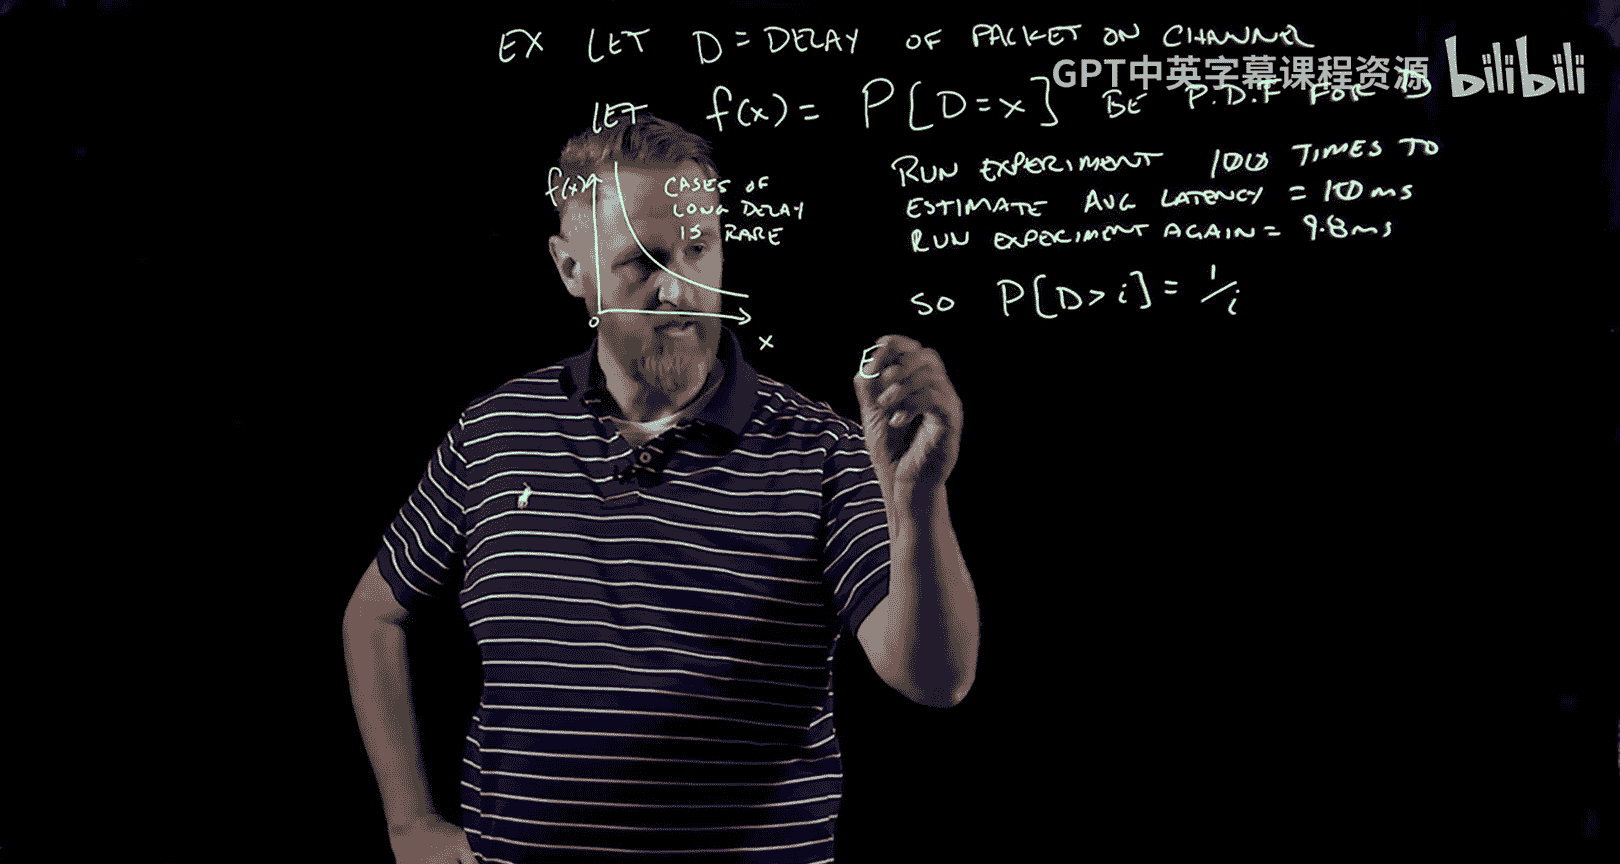 EX LET D = DELAY OF PACKET ON CHANNEL
GPT中英字幕课程资源 bilibili
LET f(x) = P[D=x] BE P.D.F FOR D
f(x)
CASES OF
LONG DELAY
IS RARE
0
x
RUN EXPERIMENT 100 TIMES TO
ESTIMATE AVG LATENCY = 10ms
RUN EXPERIMENT AGAIN = 9.8ms
SO P[D>i] = 1/i
E